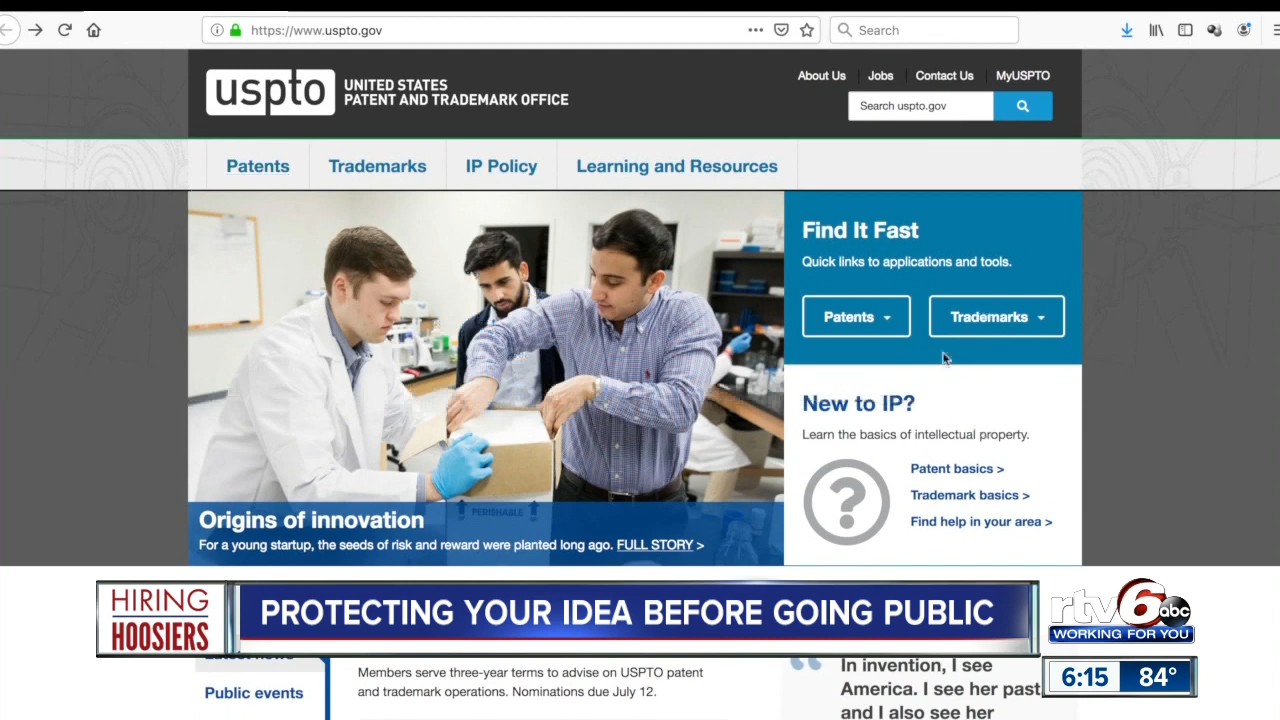 https://www.uspto.gov
Search
uspto
UNITED STATES
PATENT AND TRADEMARK OFFICE
About Us
Jobs
Contact Us
MyUSPTO
Search uspto.gov
Patents
Trademarks
IP Policy
Learning and Resources
Find It Fast
Quick links to applications and tools.
Patents
Trademarks
New to IP?
Learn the basics of intellectual property.
Patent basics >
Trademark basics >
Find help in your area >
PERISHABLE
Origins of innovation
For a young startup, the seeds of risk and reward were planted long ago. FULL STORY >
HIRING
HOOSIERS
PROTECTING YOUR IDEA BEFORE GOING PUBLIC
rtv6 abc
WORKING FOR YOU
6:15
84°
Public events
Members serve three-year terms to advise on USPTO patent
and trademark operations. Nominations due July 12.
In invention, I see
America. I see her past
and I also see her